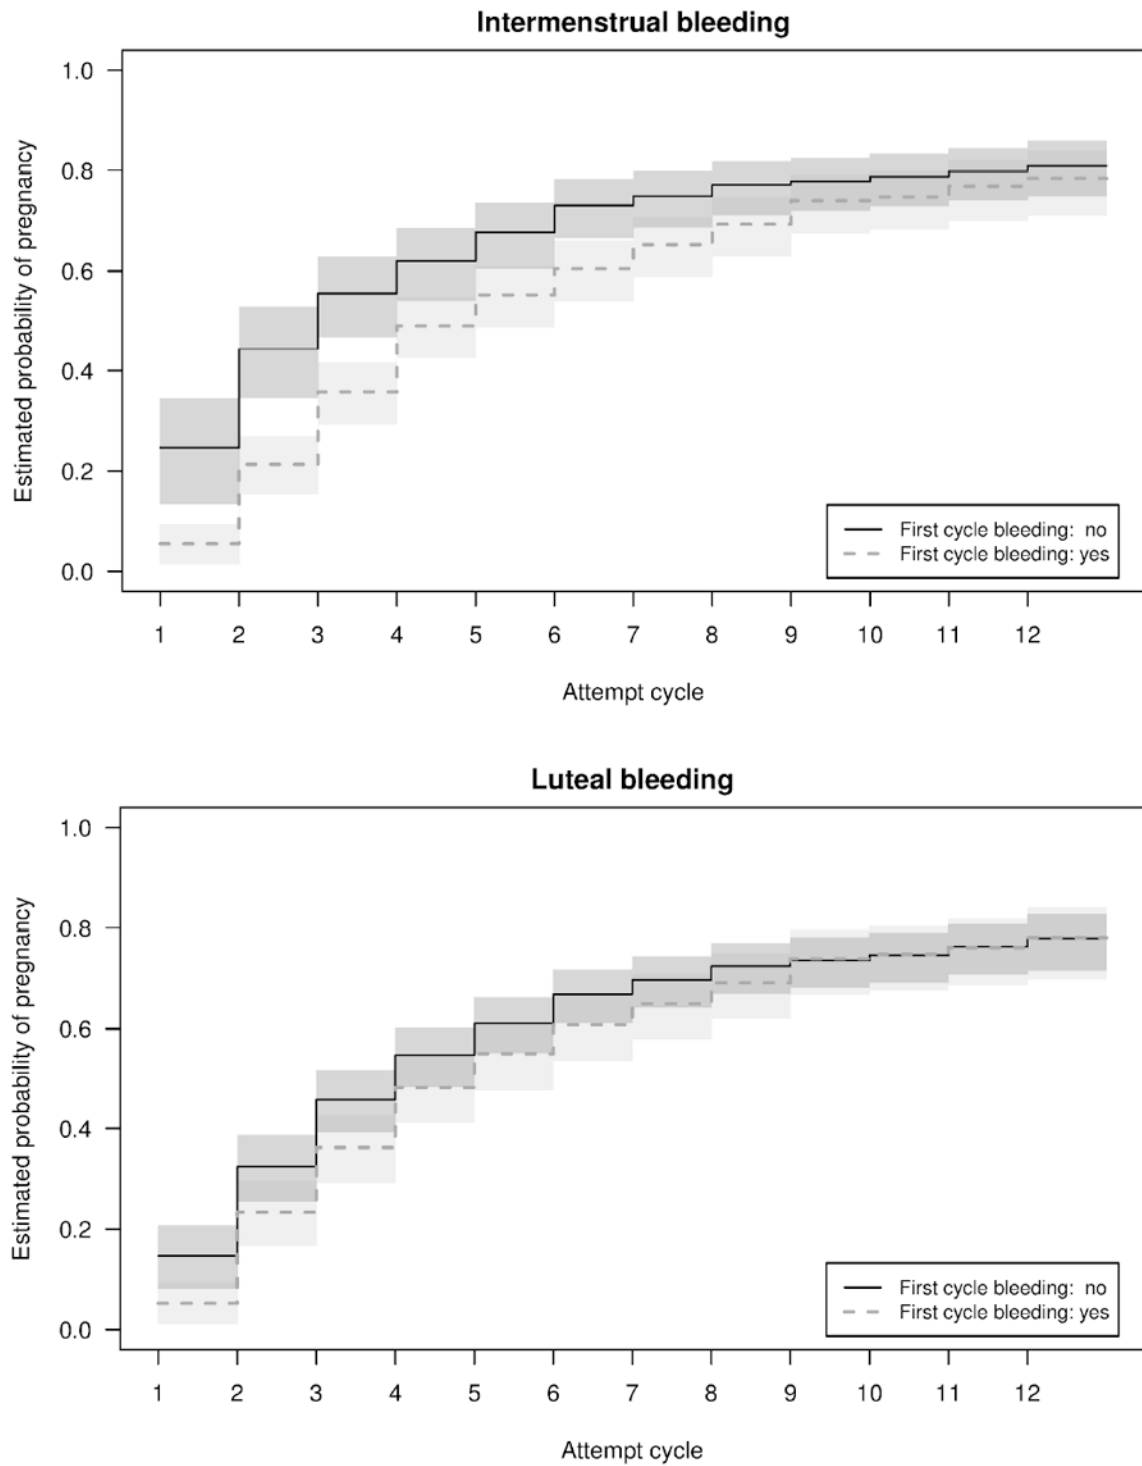 Intermenstrual bleeding
Estimated probability of pregnancy
1.0
0.8
0.6
0.4
0.2
0.0
First cycle bleeding: no
First cycle bleeding: yes
1 2 3 4 5 6 7 8 9 10 11 12
Attempt cycle
Luteal bleeding
Estimated probability of pregnancy
1.0
0.8
0.6
0.4
0.2
0.0
First cycle bleeding: no
First cycle bleeding: yes
1 2 3 4 5 6 7 8 9 10 11 12
Attempt cycle